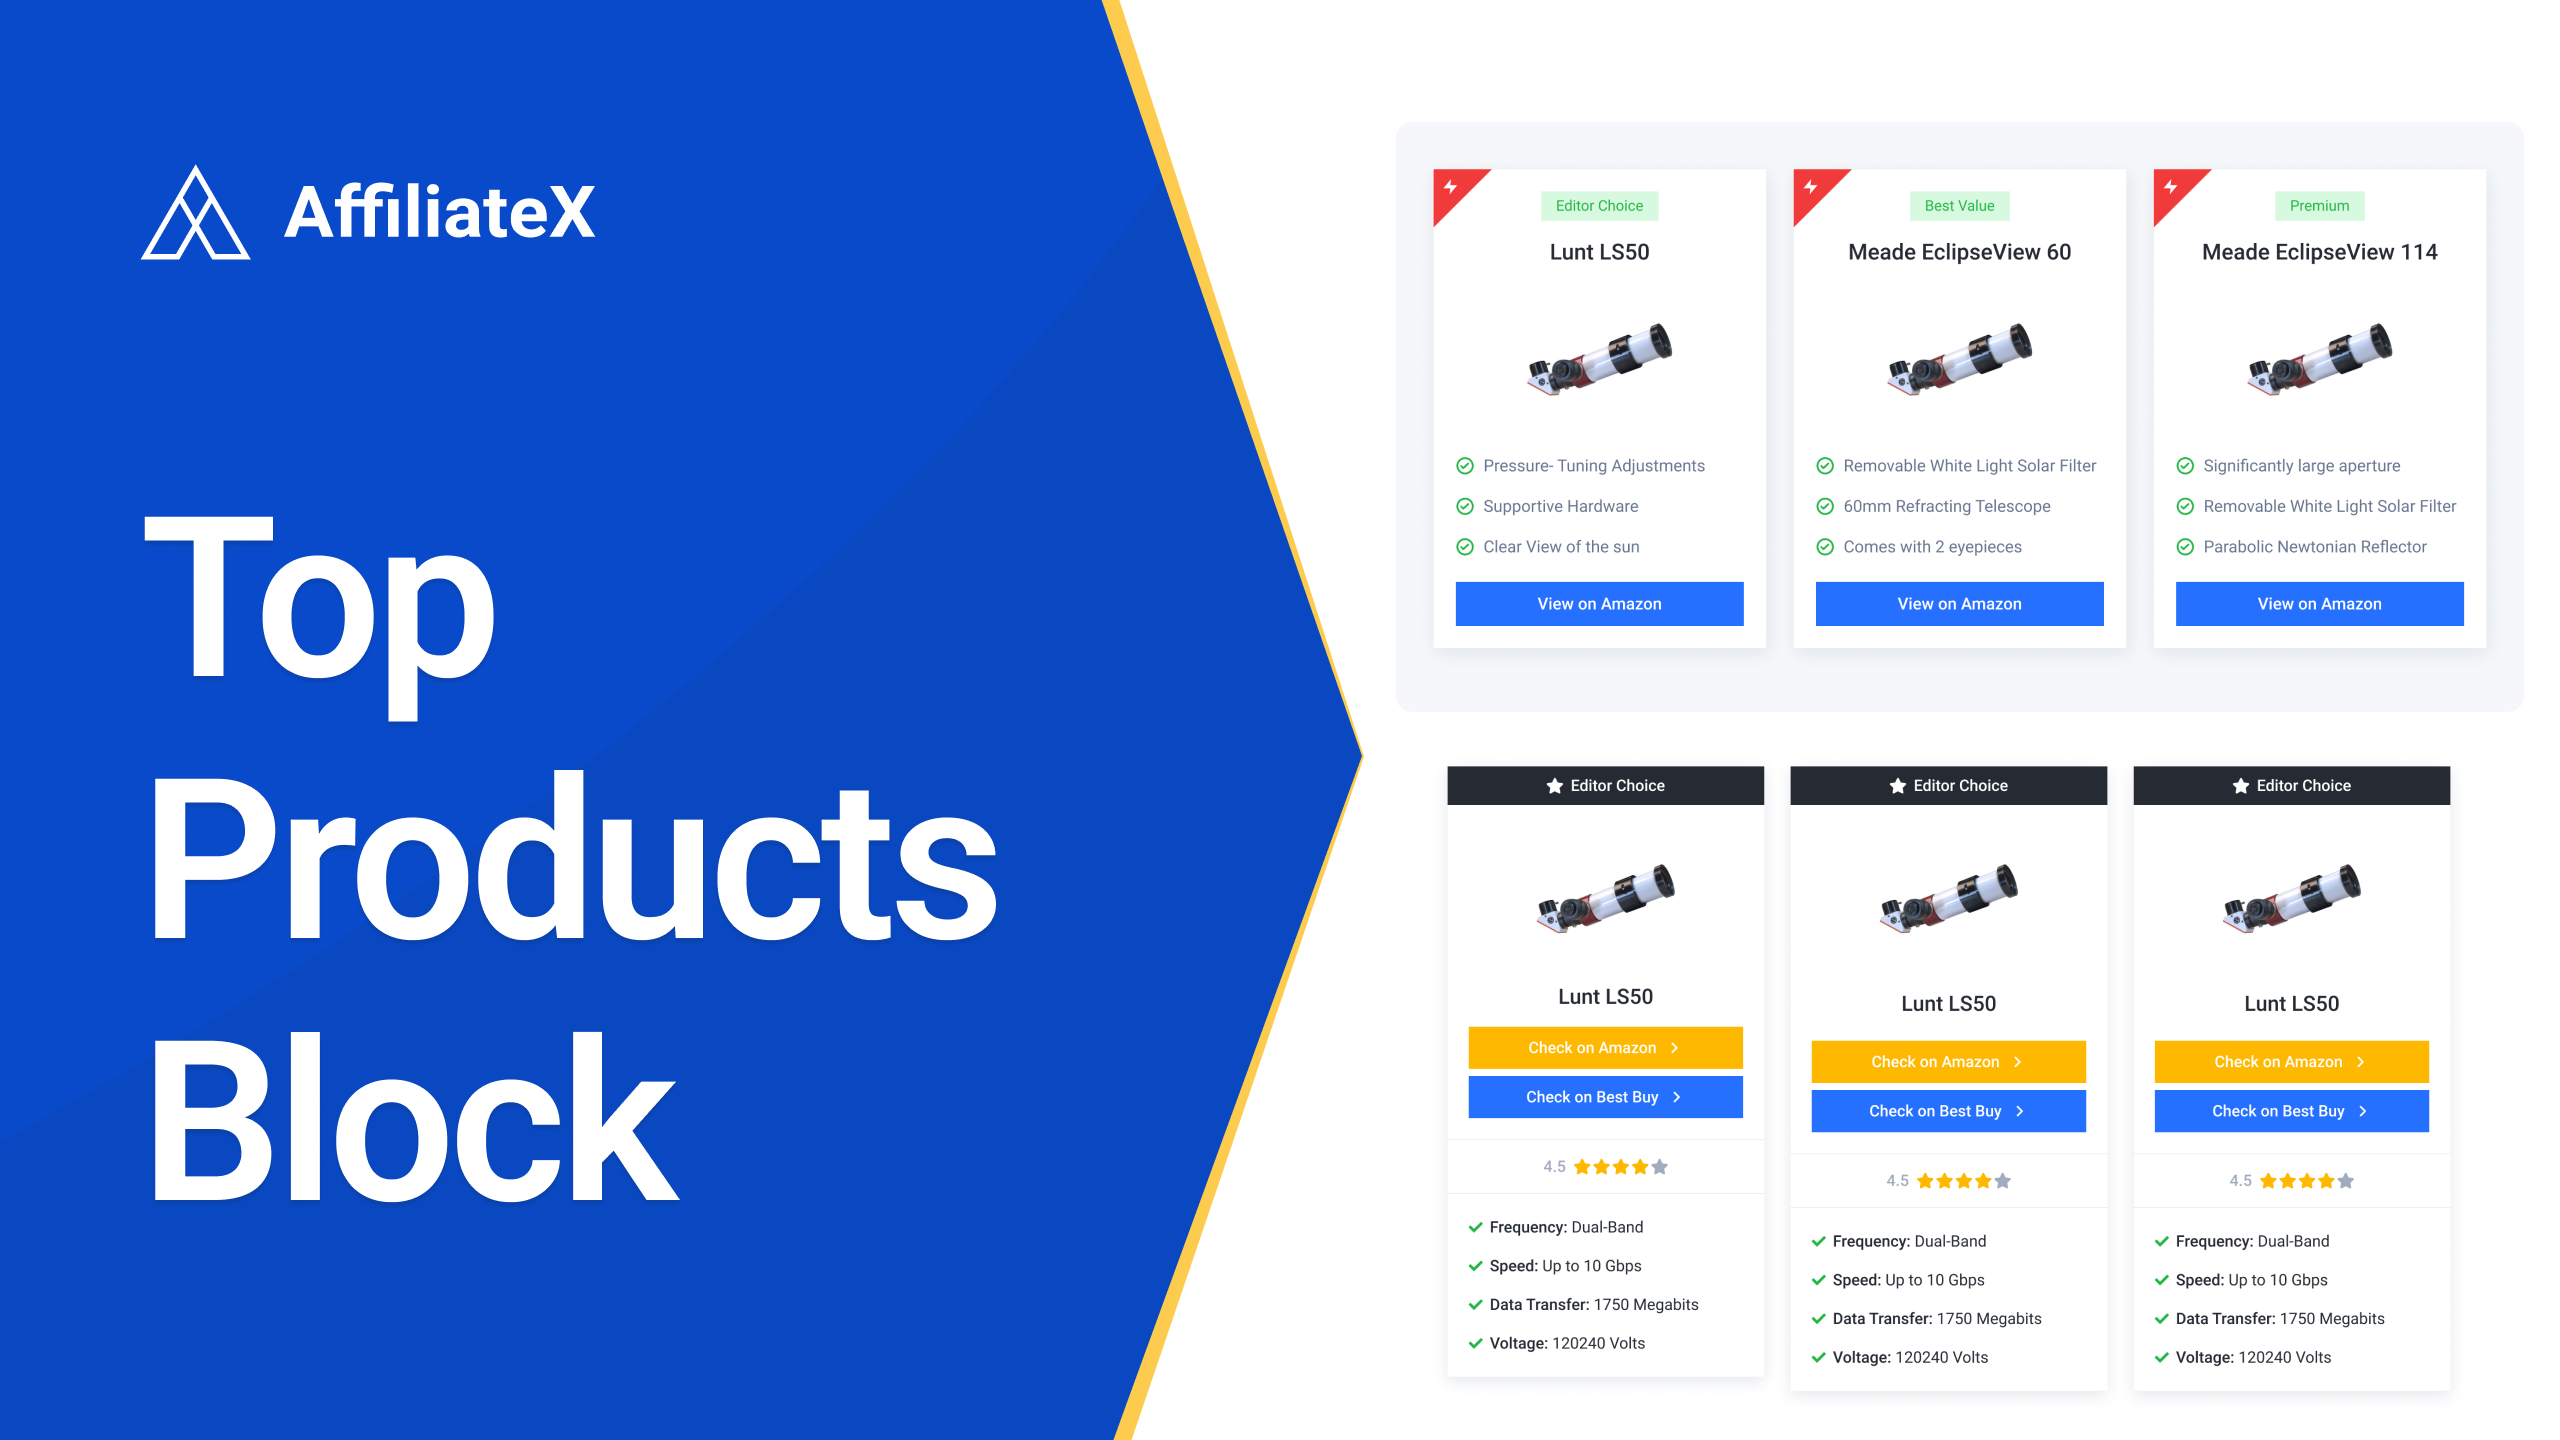 AffiliateX
Top
Products
Block
Editor Choice
Lunt LS50
Pressure- Tuning Adjustments
Supportive Hardware
Clear View of the sun
View on Amazon
Best Value
Meade EclipseView 60
Removable White Light Solar Filter
60mm Refracting Telescope
Comes with 2 eyepieces
View on Amazon
Premium
Meade EclipseView 114
Significantly large aperture
Removable White Light Solar Filter
Parabolic Newtonian Reflector
View on Amazon
Editor Choice
Lunt LS50
Check on Amazon
Check on Best Buy
4.5
Frequency: Dual-Band
Speed: Up to 10 Gbps
Data Transfer: 1750 Megabits
Voltage: 120240 Volts
Editor Choice
Lunt LS50
Check on Amazon
Check on Best Buy
4.5
Frequency: Dual-Band
Speed: Up to 10 Gbps
Data Transfer: 1750 Megabits
Voltage: 120240 Volts
Editor Choice
Lunt LS50
Check on Amazon
Check on Best Buy
4.5
Frequency: Dual-Band
Speed: Up to 10 Gbps
Data Transfer: 1750 Megabits
Voltage: 120240 Volts